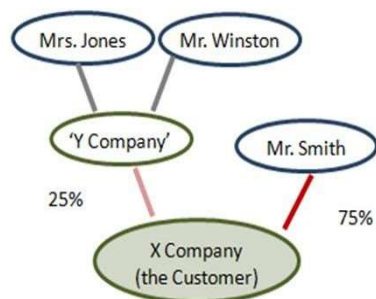 Mrs. Jones
Mr. Winston
‘Y Company’
Mr. Smith
25%
75%
X Company
(the Customer)